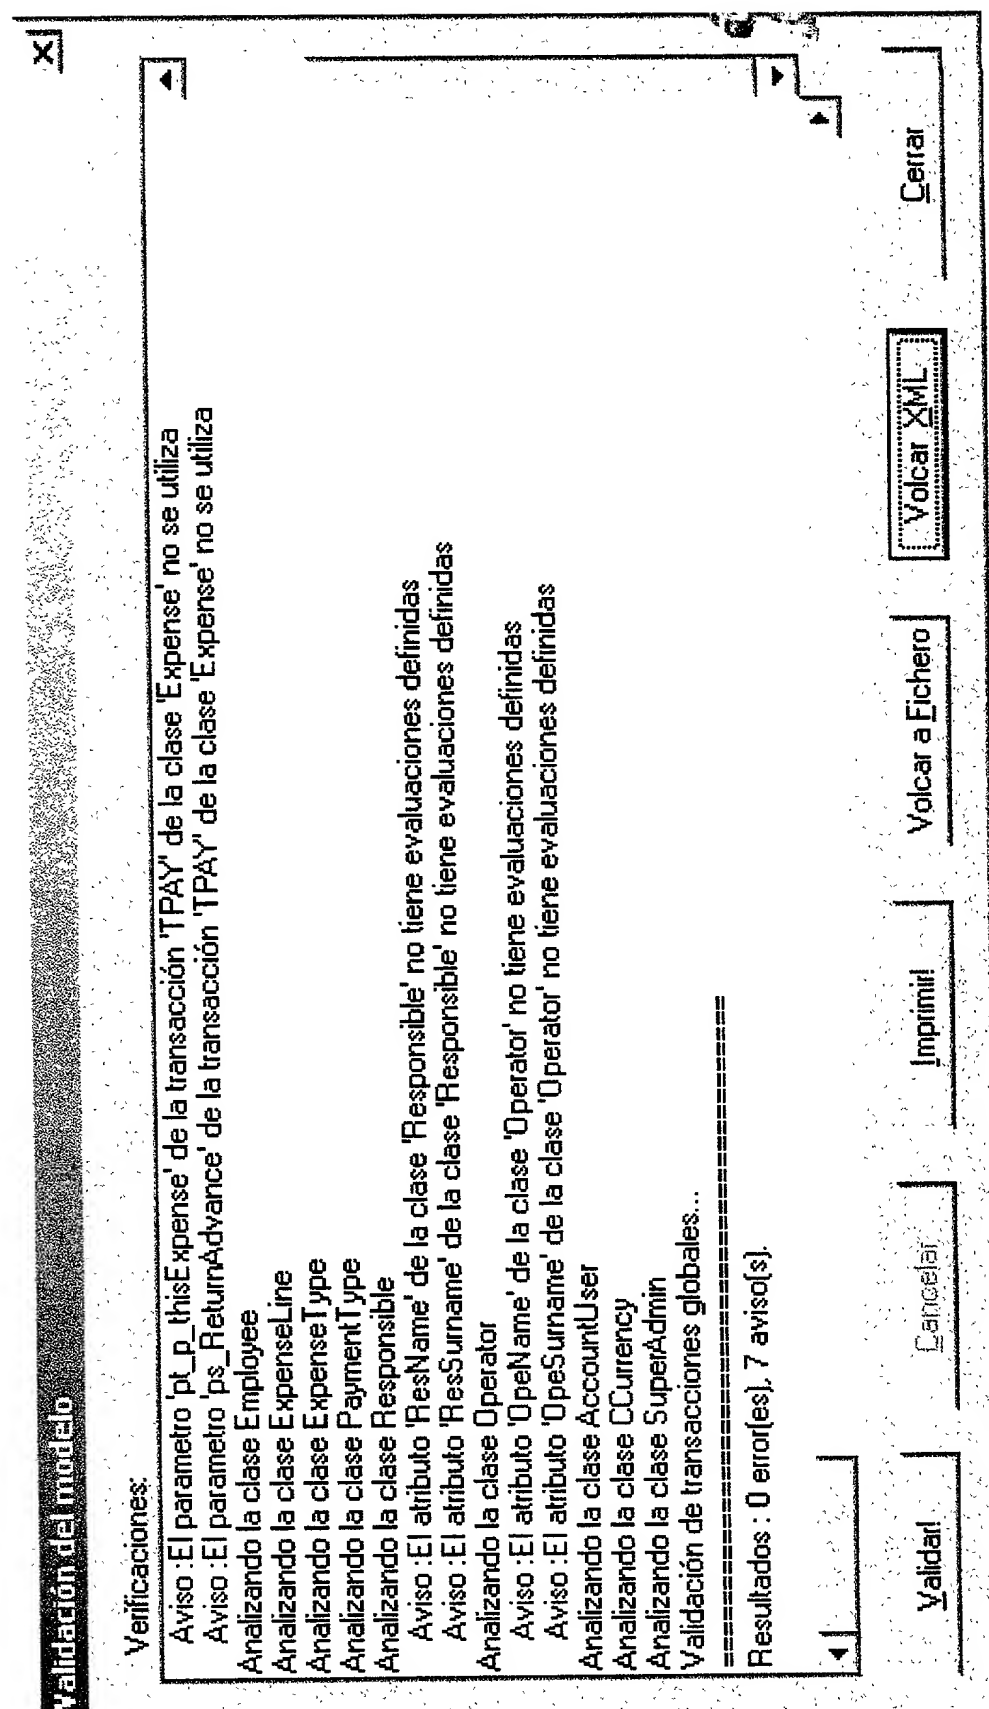 Validación del modelo
Verificaciones:
Aviso :El parametro 'pt_p_thisExpense' de la transacción 'TPAY' de la clase 'Expense' no se utiliza
Aviso :El parametro 'ps_ReturnAdvance' de la transacción 'TPAY' de la clase 'Expense' no se utiliza
Analizando la clase Employee
Analizando la clase ExpenseLine
Analizando la clase ExpenseType
Analizando la clase PaymentType
Analizando la clase Responsible
Aviso :El atributo 'ResName' de la clase 'Responsible' no tiene evaluaciones definidas
Aviso :El atributo 'ResSurname' de la clase 'Responsible' no tiene evaluaciones definidas
Analizando la clase Operator
Aviso :El atributo 'OpeName' de la clase 'Operator' no tiene evaluaciones definidas
Aviso :El atributo 'OpeSurname' de la clase 'Operator' no tiene evaluaciones definidas
Analizando la clase AccountUser
Analizando la clase CCurrency
Analizando la clase SuperAdmin
Validación de transacciones globales...
========================================
Resultados : 0 error(es), 7 aviso(s).
Validar!
Cancelar
Imprimir!
Volcar a Fichero
Volcar XML
Cerrar